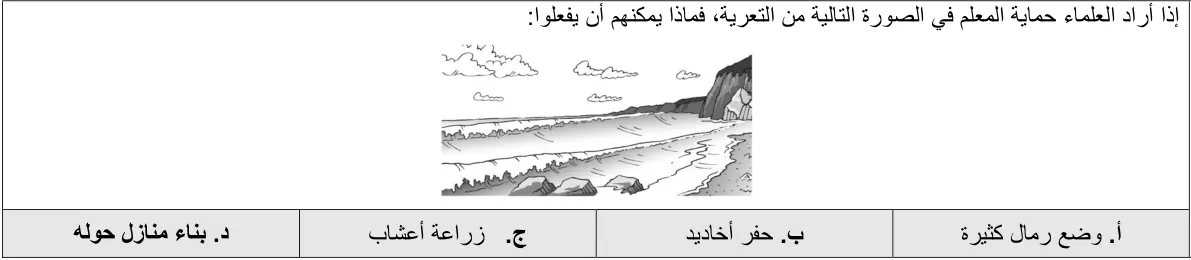 إذا أراد العلماء حماية المعلم في الصورة التالية من التعرية، فماذا يمكنهم أن يفعلوا:
أ. وضع رمال كثيرة
ب. حفر أخاديد
ج. زراعة أعشاب
د. بناء منازل حوله